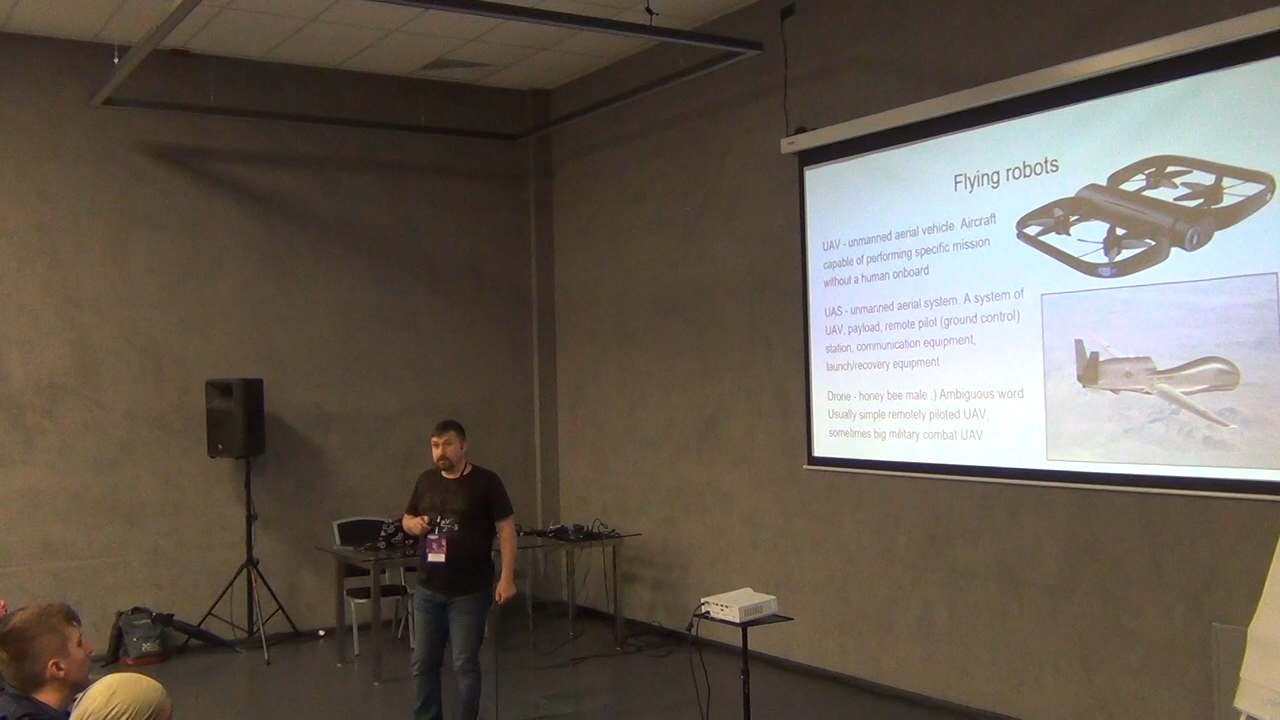 Flying robots
UAV - unmanned aerial vehicle. Aircraft
capable of performing specific mission
without a human onboard
UAS - unmanned aerial system. A system of
UAV, payload, remote pilot (ground control)
station, communication equipment,
launch/recovery equipment
Drone - honey bee male ;) Ambiguous word
Usually simple remotely piloted UAV,
sometimes big military combat UAV